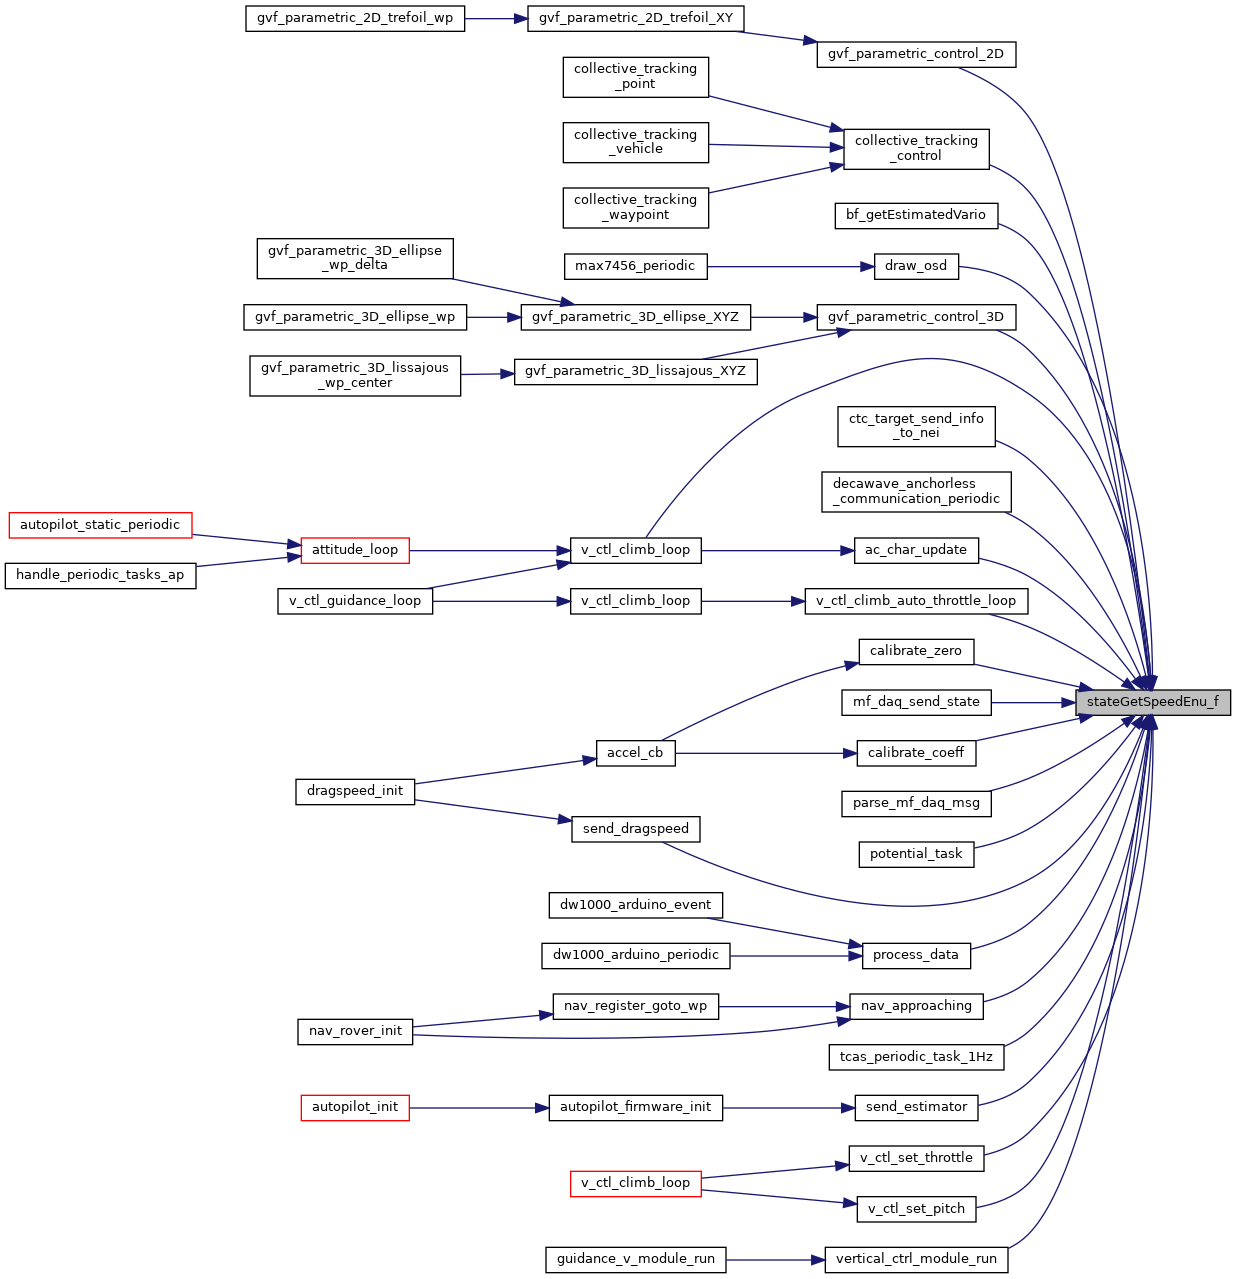 gvf_parametric_2D_trefoil_wp
gvf_parametric_2D_trefoil_XY
gvf_parametric_control_2D
collective_tracking
_point
collective_tracking
_vehicle
collective_tracking
_control
collective_tracking
_waypoint
bf_getEstimatedVario
gvf_parametric_3D_ellipse
_wp_delta
max7456_periodic
draw_osd
gvf_parametric_3D_ellipse_wp
gvf_parametric_3D_ellipse_XYZ
gvf_parametric_control_3D
gvf_parametric_3D_lissajous
_wp_center
gvf_parametric_3D_lissajous_XYZ
ctc_target_send_info
_to_nei
decawave_anchorless
_communication_periodic
autopilot_static_periodic
attitude_loop
v_ctl_climb_loop
ac_char_update
handle_periodic_tasks_ap
v_ctl_guidance_loop
v_ctl_climb_loop
v_ctl_climb_auto_throttle_loop
calibrate_zero
mf_daq_send_state
stateGetSpeedEnu_f
accel_cb
calibrate_coeff
dragspeed_init
parse_mf_daq_msg
send_dragspeed
potential_task
dw1000_arduino_event
dw1000_arduino_periodic
process_data
nav_register_goto_wp
nav_approaching
nav_rover_init
tcas_periodic_task_1Hz
autopilot_init
autopilot_firmware_init
send_estimator
v_ctl_set_throttle
v_ctl_climb_loop
v_ctl_set_pitch
guidance_v_module_run
vertical_ctrl_module_run